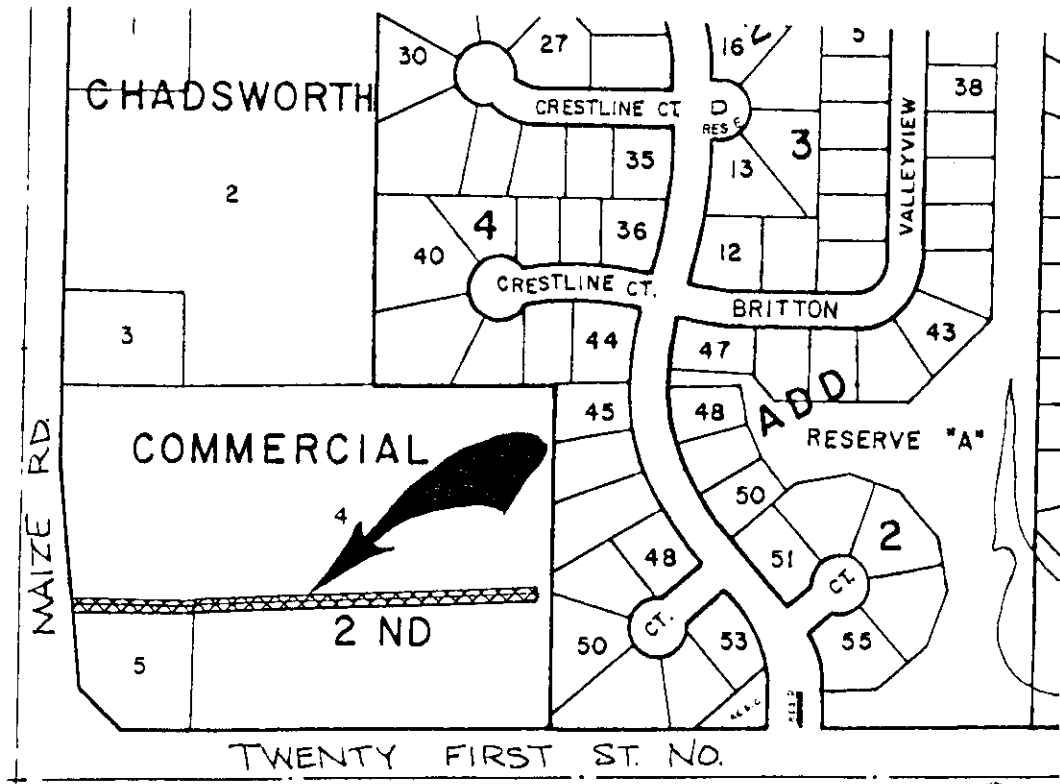 1
30
27
16
2
5
38
CHADSWORTH
CRESTLINE CT.
D
RES E
3
VALLEYVIEW
35
13
2
4
36
40
12
CRESTLINE CT.
BRITTON
3
44
47
43
45
48
ADD
COMMERCIAL
RESERVE "A"
MAIZE RD.
4
50
48
51
2
CT.
CT.
2 ND
5
50
53
55
TWENTY FIRST ST. NO.